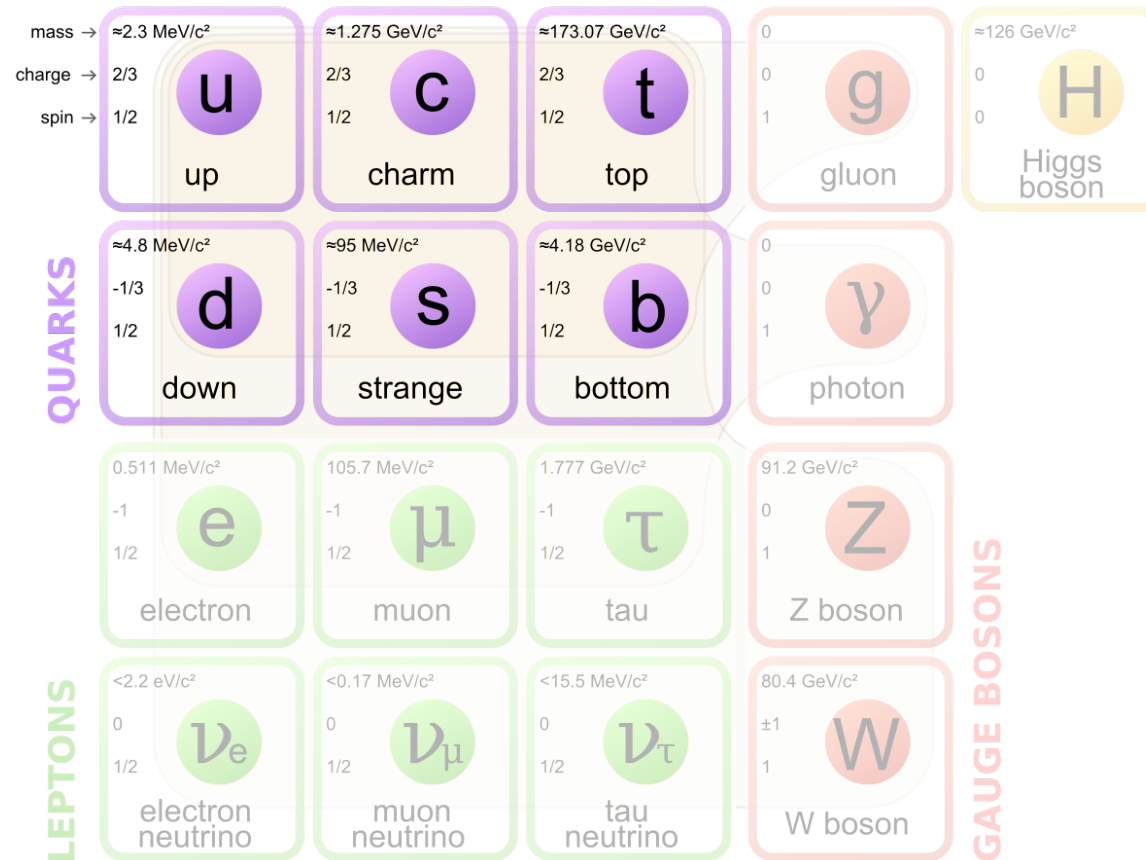 mass →
≈2.3 MeV/c²
charge →
2/3
spin →
1/2
u
up
≈1.275 GeV/c²
2/3
1/2
c
charm
≈173.07 GeV/c²
2/3
1/2
t
top
0
0
1
g
gluon
≈126 GeV/c²
0
0
H
Higgs
boson
QUARKS
≈4.8 MeV/c²
-1/3
1/2
d
down
≈95 MeV/c²
-1/3
1/2
s
strange
≈4.18 GeV/c²
-1/3
1/2
b
bottom
0
0
1
γ
photon
0.511 MeV/c²
-1
1/2
e
electron
105.7 MeV/c²
-1
1/2
μ
muon
1.777 GeV/c²
-1
1/2
τ
tau
91.2 GeV/c²
0
1
Z
Z boson
GAUGE BOSONS
LEPTONS
<2.2 eV/c²
0
1/2
νe
electron
neutrino
<0.17 MeV/c²
0
1/2
νμ
muon
neutrino
<15.5 MeV/c²
0
1/2
ντ
tau
neutrino
80.4 GeV/c²
±1
1
W
W boson